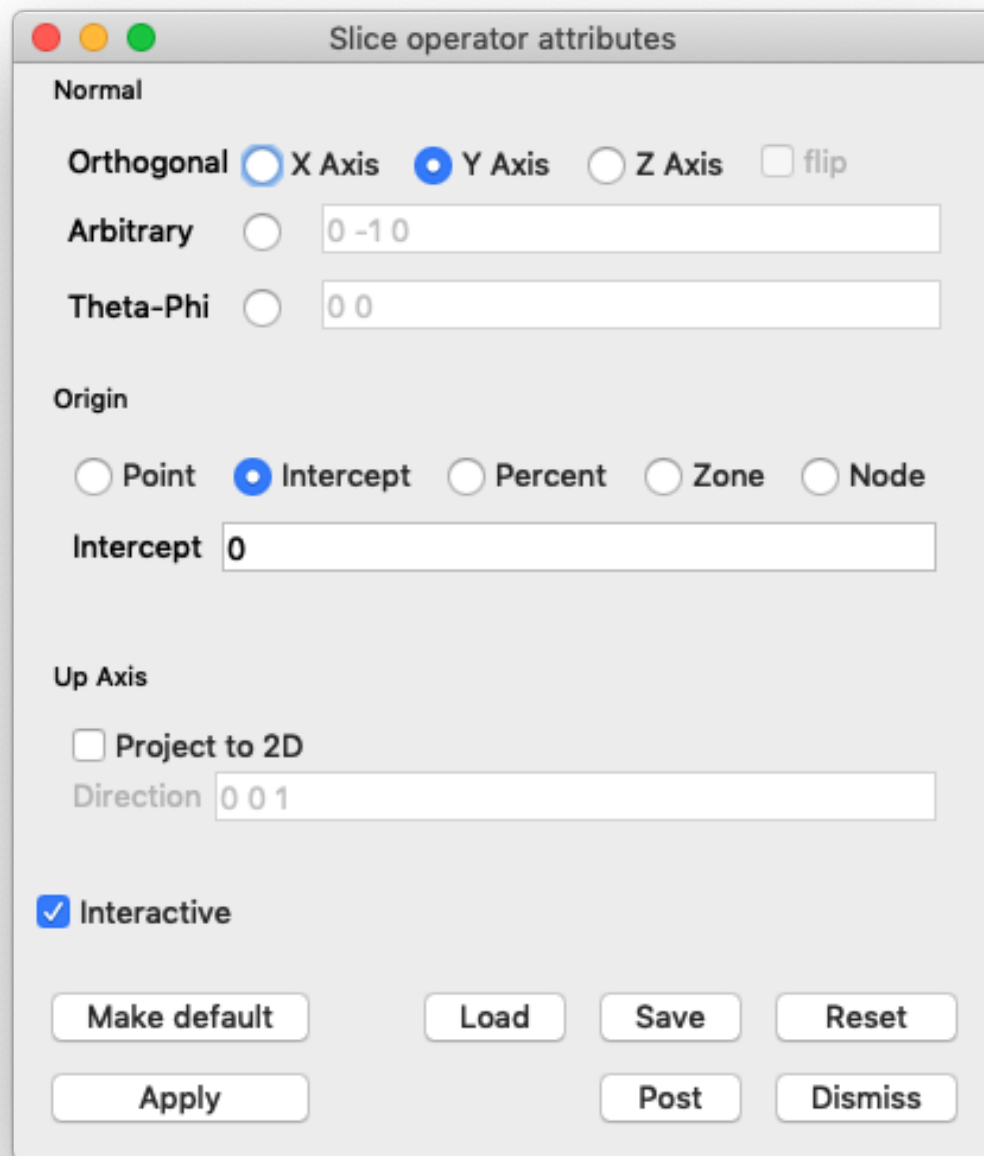 Slice operator attributes
Normal
Orthogonal X Axis Y Axis Z Axis flip
Arbitrary 0 -1 0
Theta-Phi 0 0
Origin
Point Intercept Percent Zone Node
Intercept 0
Up Axis
Project to 2D
Direction 0 0 1
Interactive
Make default Load Save Reset
Apply Post Dismiss